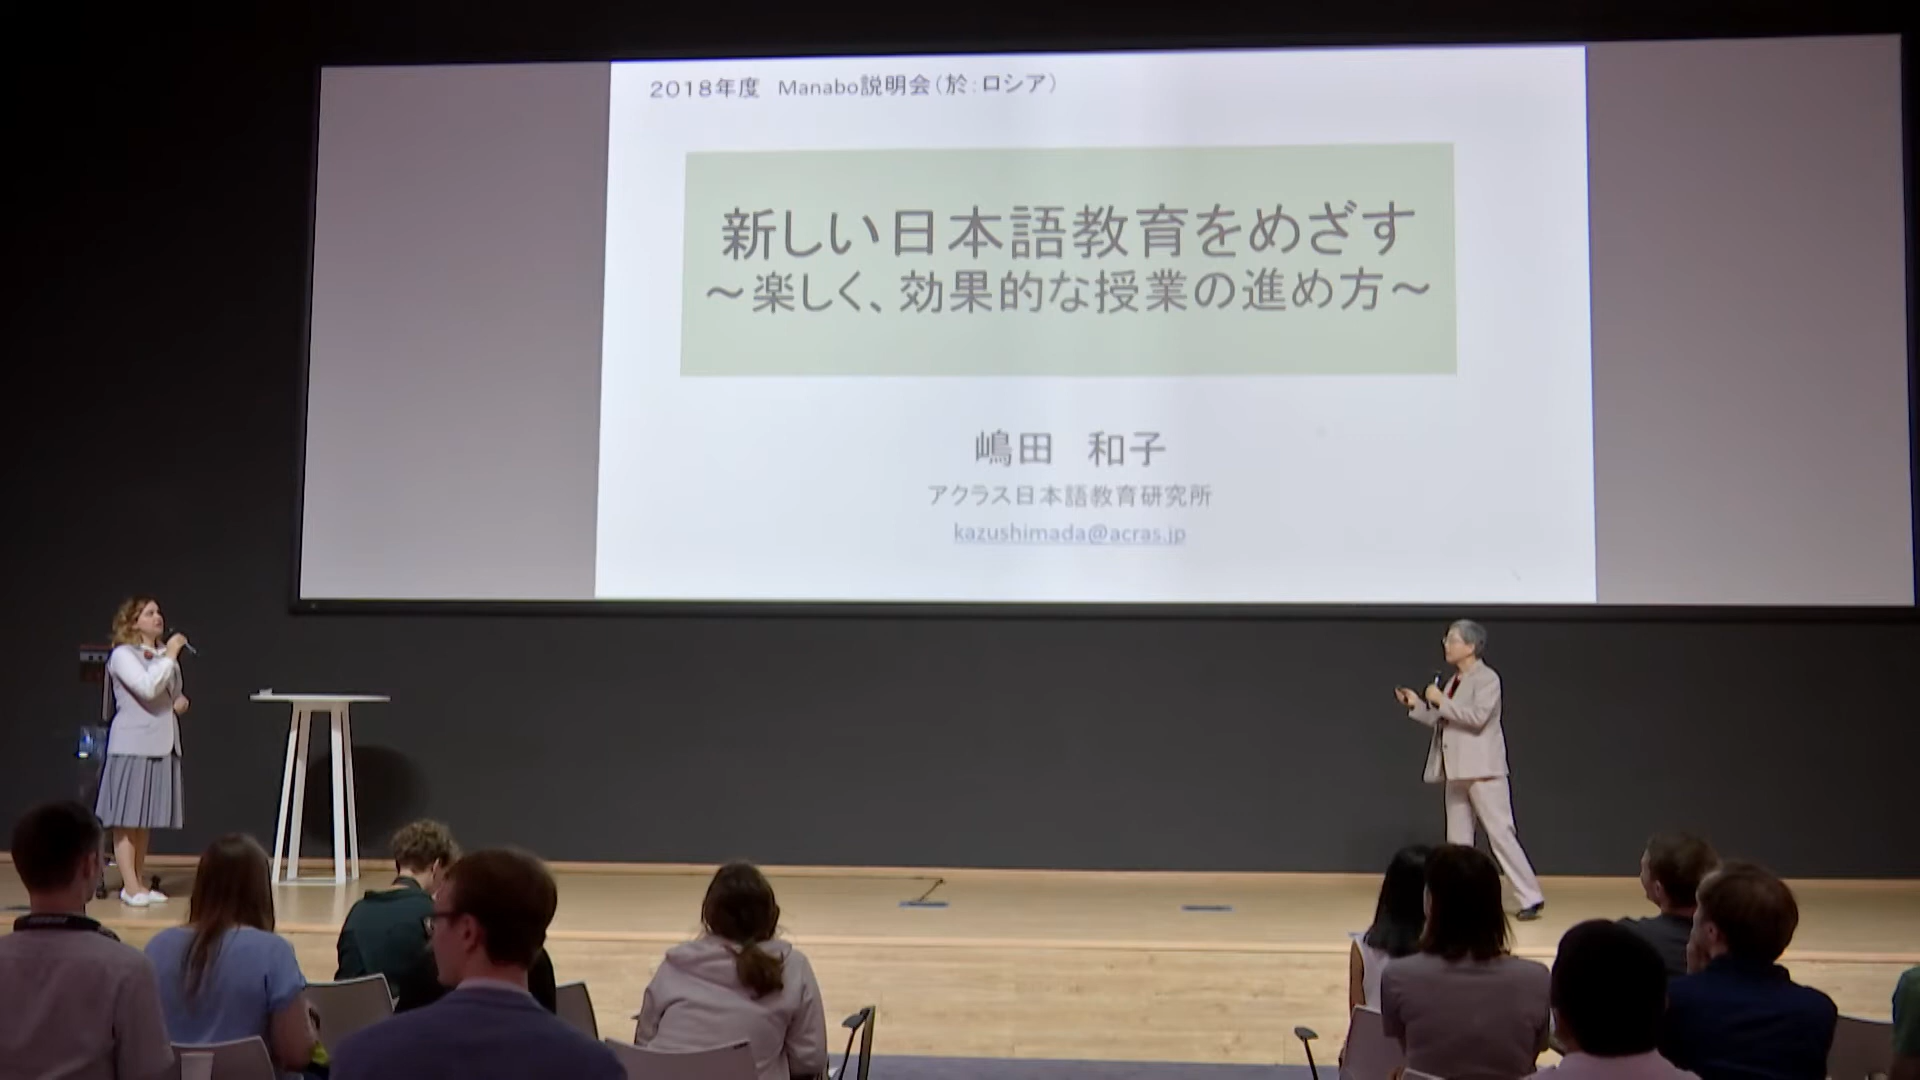 2018年度　Manabo説明会(於:ロシア)
新しい日本語教育をめざす
～楽しく、効果的な授業の進め方～
嶋田　和子
アクラス日本語教育研究所
kazushimada@acras.jp